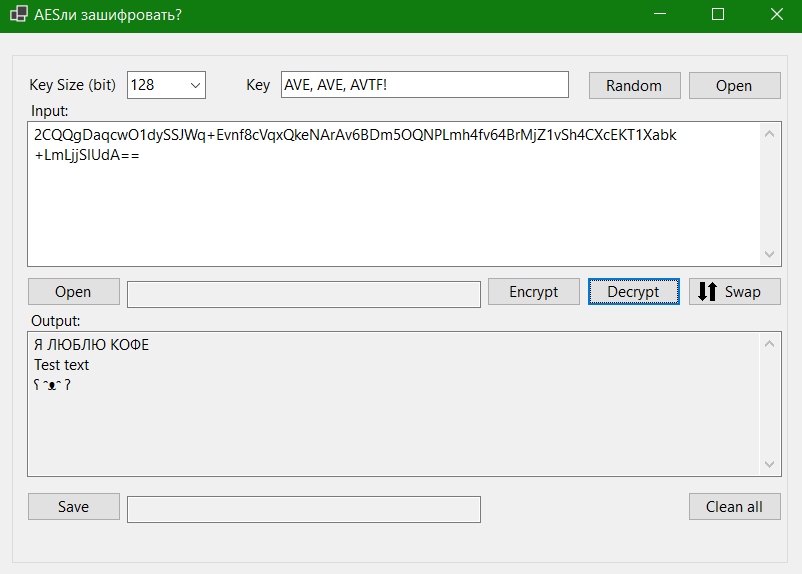 AESли зашифровать?
Key Size (bit) 128 Key AVE, AVE, AVTF! Random Open
Input:
2CQQgDaqcwO1dySSJWq+Evnf8cVqxQkeNArAv6BDm5OQNPLmh4fv64BrMjZ1vSh4CXcEKT1Xabk
+LmLjjSlUdA==
Open Encrypt Decrypt Swap
Output:
Я ЛЮБЛЮ КОФЕ
Test text
ʕ ᵔᴥᵔ ʔ
Save Clean all